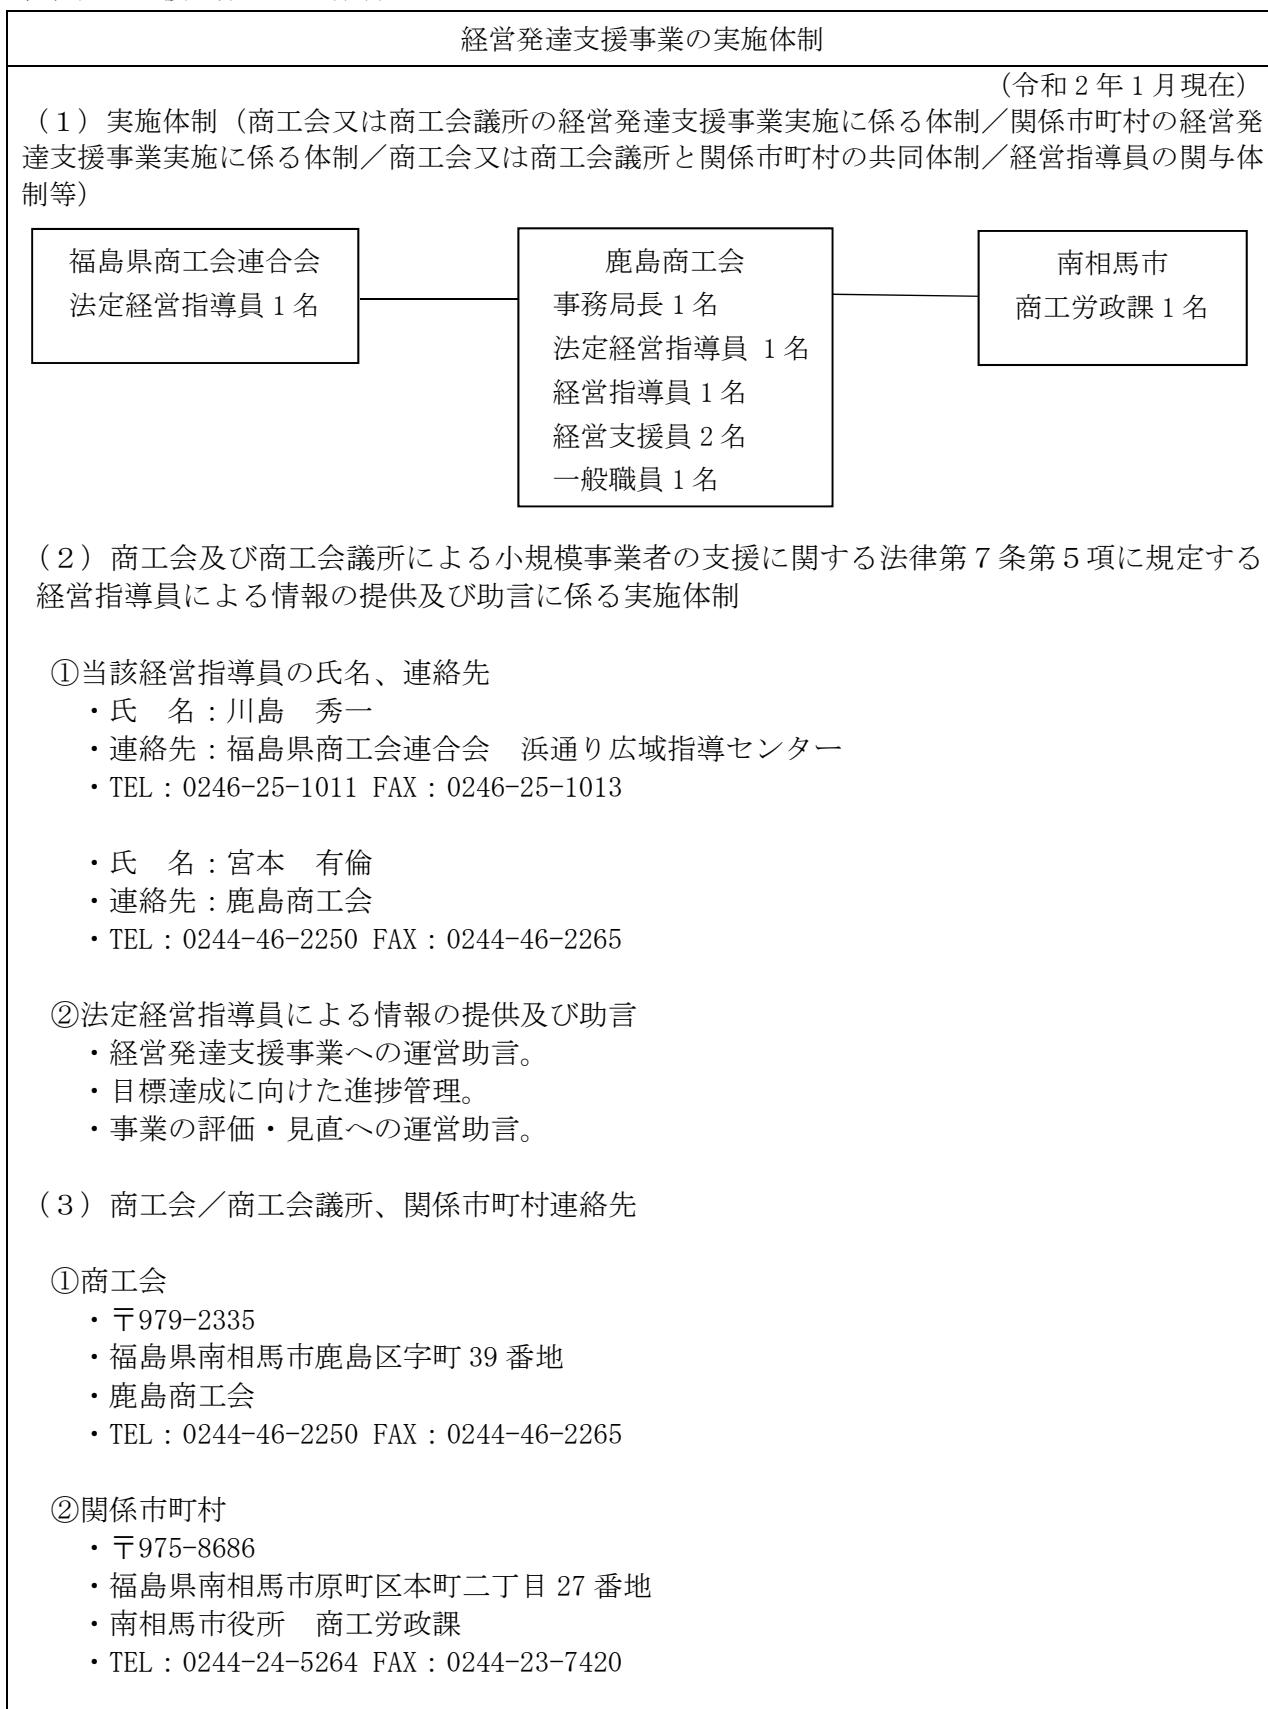 経営発達支援事業の実施体制
(令和２年１月現在)
（１）実施体制（商工会又は商工会議所の経営発達支援事業実施に係る体制／関係市町村の経営発
達支援事業実施に係る体制／商工会又は商工会議所と関係市町村の共同体制／経営指導員の関与体
制等）
福島県商工会連合会
法定経営指導員１名
鹿島商工会
事務局長１名
法定経営指導員 １名
経営指導員１名
経営支援員２名
一般職員１名
南相馬市
商工労政課１名
（２）商工会及び商工会議所による小規模事業者の支援に関する法律第７条第５項に規定する
経営指導員による情報の提供及び助言に係る実施体制
①当該経営指導員の氏名、連絡先
・氏　名：川島　秀一
・連絡先：福島県商工会連合会　浜通り広域指導センター
・TEL：0246-25-1011 FAX：0246-25-1013
・氏　名：宮本　有倫
・連絡先：鹿島商工会
・TEL：0244-46-2250 FAX：0244-46-2265
②法定経営指導員による情報の提供及び助言
・経営発達支援事業への運営助言。
・目標達成に向けた進捗管理。
・事業の評価・見直への運営助言。
（３）商工会／商工会議所、関係市町村連絡先
①商工会
・〒979-2335
・福島県南相馬市鹿島区字町 39 番地
・鹿島商工会
・TEL：0244-46-2250 FAX：0244-46-2265
②関係市町村
・〒975-8686
・福島県南相馬市原町区本町二丁目 27 番地
・南相馬市役所　商工労政課
・TEL：0244-24-5264 FAX：0244-23-7420